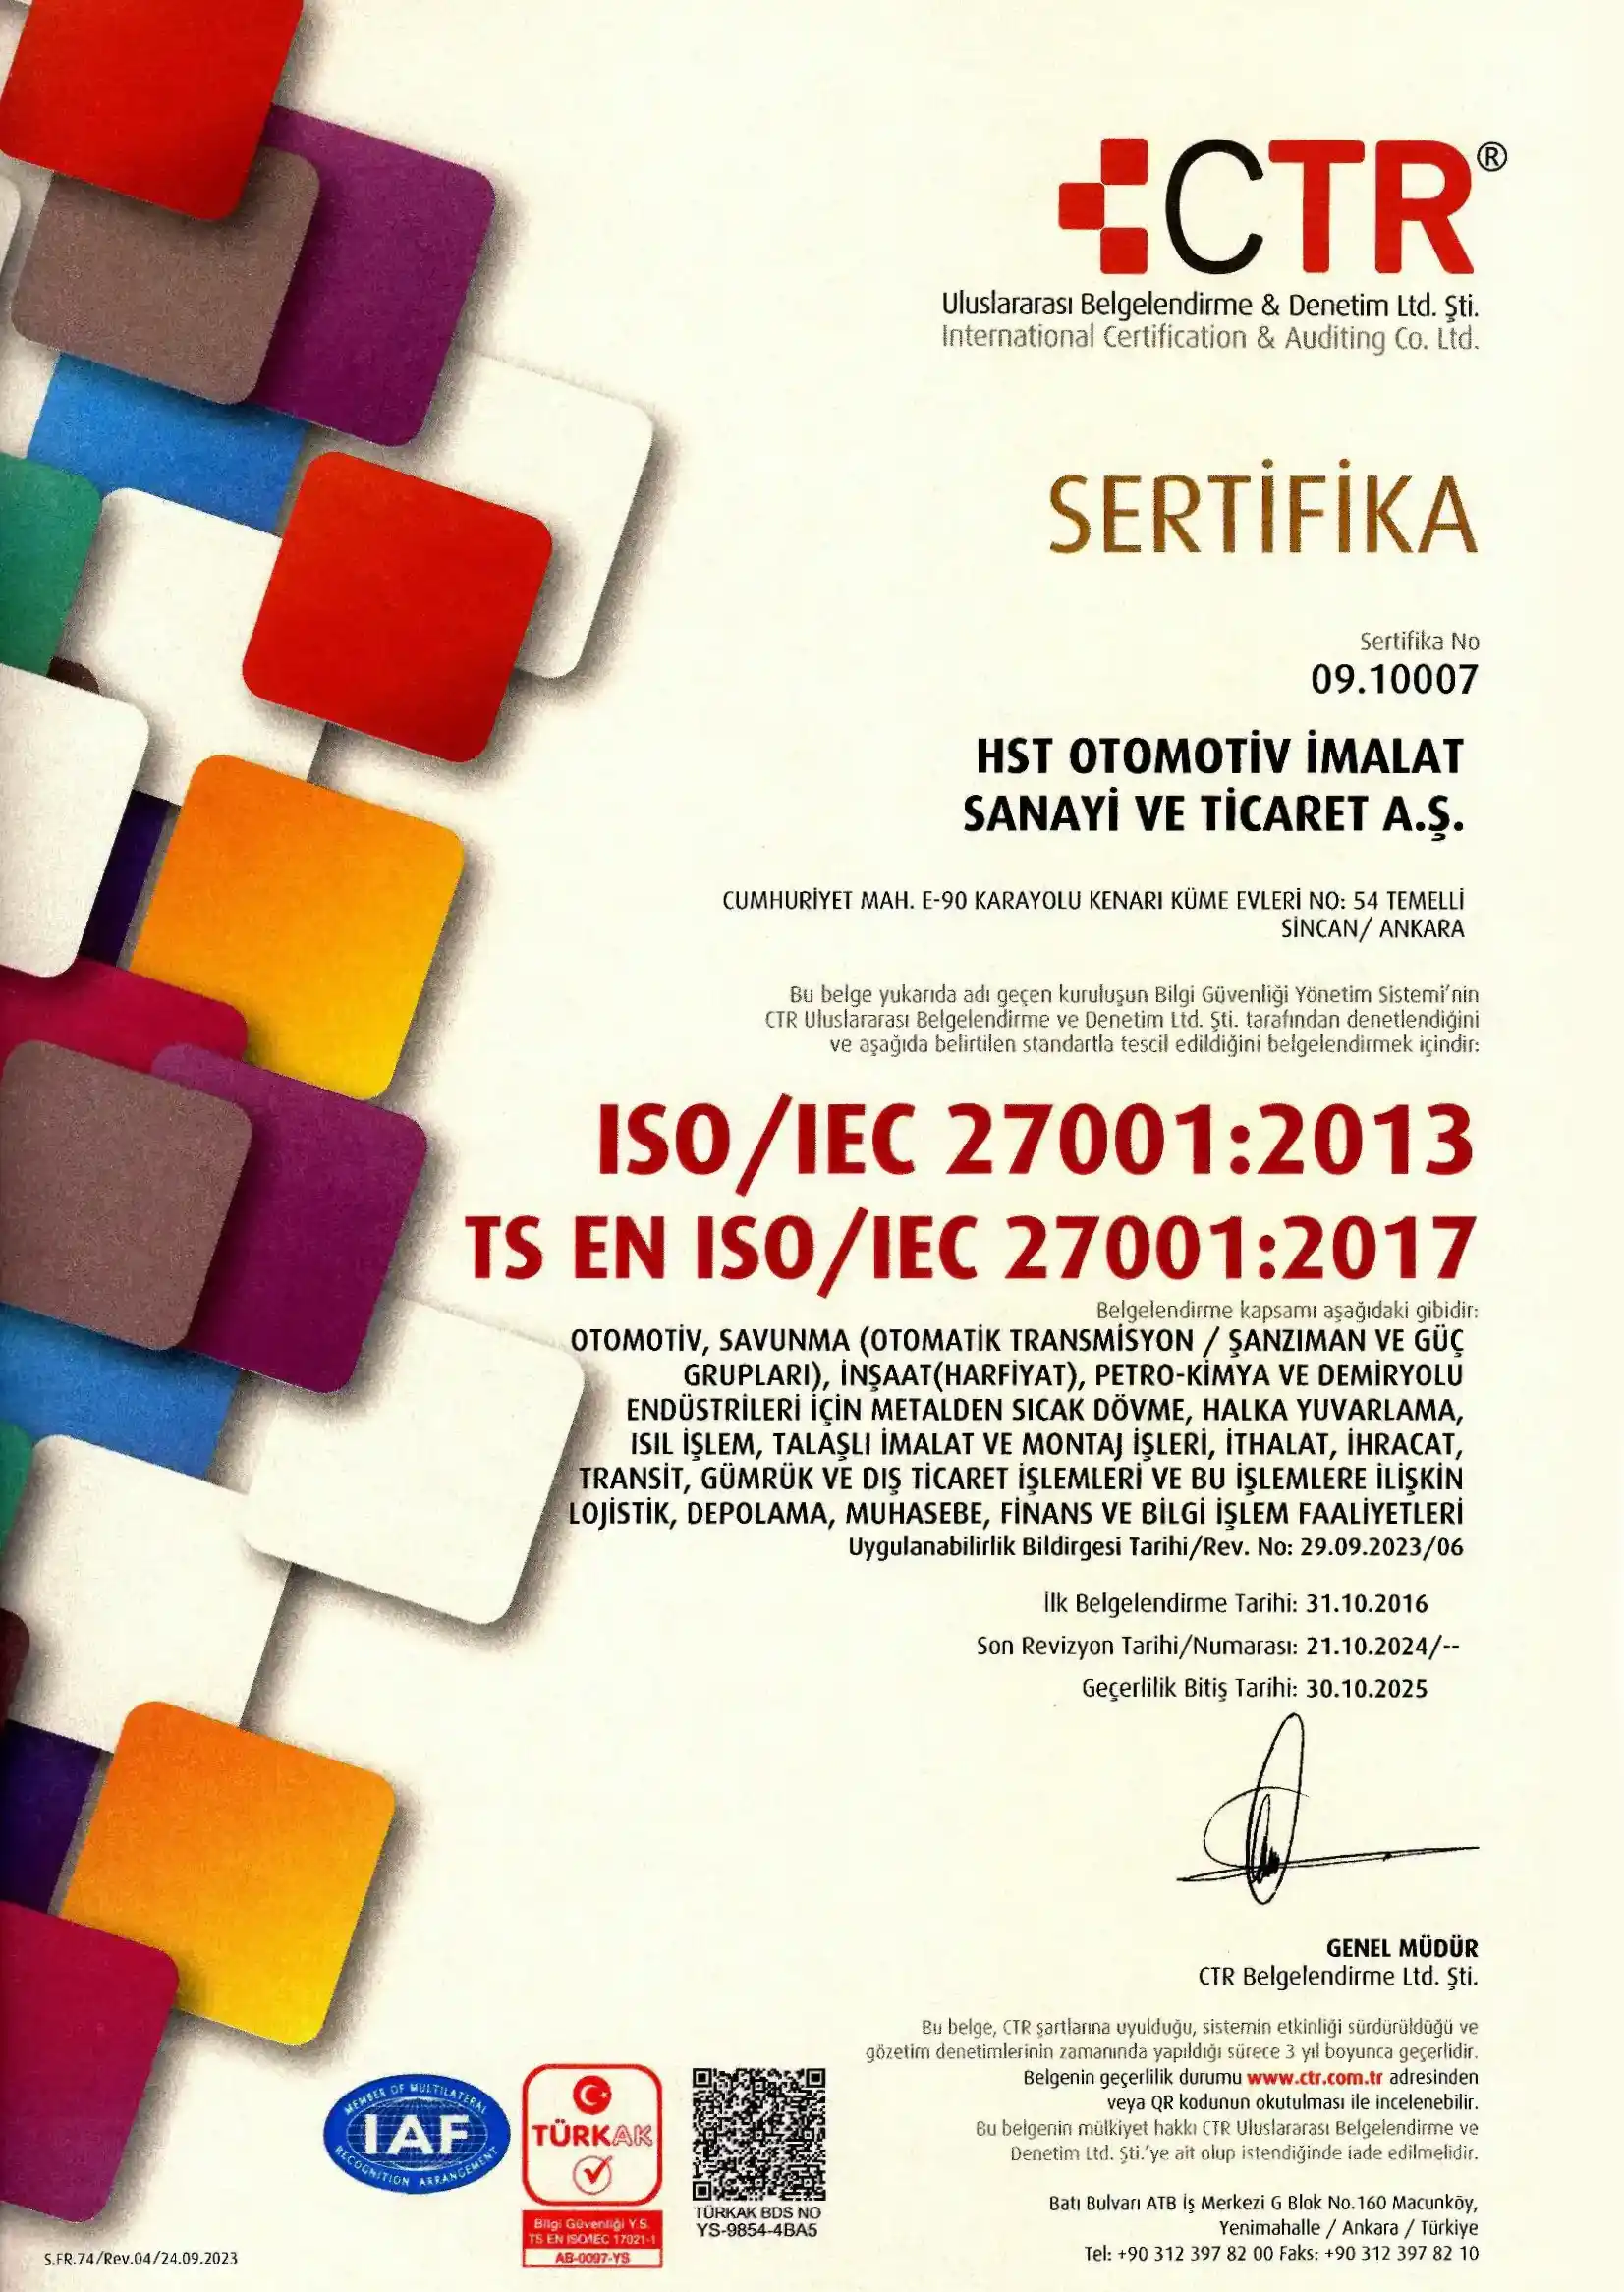 CTR®
Uluslararası Belgelendirme & Denetim Ltd. Şti.
International Certification & Auditing Co. Ltd.
SERTİFİKA
Sertifika No
09.10007
HST OTOMOTİV İMALAT
SANAYİ VE TİCARET A.Ş.
CUMHURİYET MAH. E-90 KARAYOLU KENARI KÜME EVLERİ NO: 54 TEMELLİ
SİNCAN/ ANKARA
Bu belge yukarıda adı geçen kuruluşun Bilgi Güvenliği Yönetim Sistemi'nin
CTR Uluslararası Belgelendirme ve Denetim Ltd. Şti. tarafından denetlendiğini
ve aşağıda belirtilen standartla tescil edildiğini belgelendirmek içindir:
ISO/IEC 27001:2013
TS EN ISO/IEC 27001:2017
Belgelendirme kapsamı aşağıdaki gibidir:
OTOMOTİV, SAVUNMA (OTOMATİK TRANSMİSYON / ŞANZIMAN VE GÜÇ
GRUPLARI), İNŞAAT(HARFİYAT), PETRO-KİMYA VE DEMİRYOLU
ENDÜSTRİLERİ İÇİN METALDEN SICAK DÖVME, HALKA YUVARLAMA,
ISIL İŞLEM, TALAŞLI İMALAT VE MONTAJ İŞLERİ, İTHALAT, İHRACAT,
TRANSİT, GÜMRÜK VE DIŞ TİCARET İŞLEMLERİ VE BU İŞLEMLERE İLİŞKİN
LOJİSTİK, DEPOLAMA, MUHASEBE, FİNANS VE BİLGİ İŞLEM FAALİYETLERİ
Uygulanabilirlik Bildirgesi Tarihi/Rev. No: 29.09.2023/06
İlk Belgelendirme Tarihi: 31.10.2016
Son Revizyon Tarihi/Numarası: 21.10.2024/--
Geçerlilik Bitiş Tarihi: 30.10.2025
GENEL MÜDÜR
CTR Belgelendirme Ltd. Şti.
Bu belge, CTR şartlarına uyulduğu, sistemin etkinliği sürdürüldüğü ve
gözetim denetimlerinin zamanında yapıldığı sürece 3 yıl boyunca geçerlidir.
Belgenin geçerlilik durumu www.ctr.com.tr adresinden
veya QR kodunun okutulması ile incelenebilir.
Bu belgenin mülkiyet hakkı CTR Uluslararası Belgelendirme ve
Denetim Ltd. Şti.'ye ait olup istendiğinde iade edilmelidir.
Batı Bulvarı ATB İş Merkezi G Blok No.160 Macunköy,
Yenimahalle / Ankara / Türkiye
Tel: +90 312 397 82 00 Faks: +90 312 397 82 10
MEMBER OF MULTILATERAL
IAF
RECOGNITION ARRANGEMENT
TÜRKAK
Bilgi Güvenliği Y.S.
TS EN ISO/IEC 17021-1
AB-0097-YS
TÜRKAK BDS NO
YS-9854-4BA5
S.FR.74/Rev.04/24.09.2023